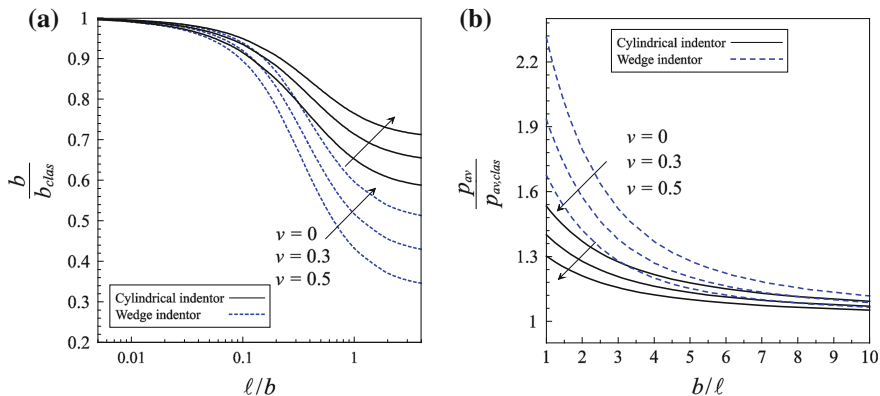 (a)
1
0.9
0.8
0.7
0.6
0.5
0.4
0.3
0.2
b
b_clas
ν = 0
ν = 0.3
ν = 0.5
Cylindrical indentor
Wedge indentor
0.01
0.1
1
ℓ/b
(b)
2.2
1.9
1.6
1.3
1
p_av
p_av,clas
Cylindrical indentor
Wedge indentor
ν = 0
ν = 0.3
ν = 0.5
1
2
3
4
5
6
7
8
9
10
b/ℓ